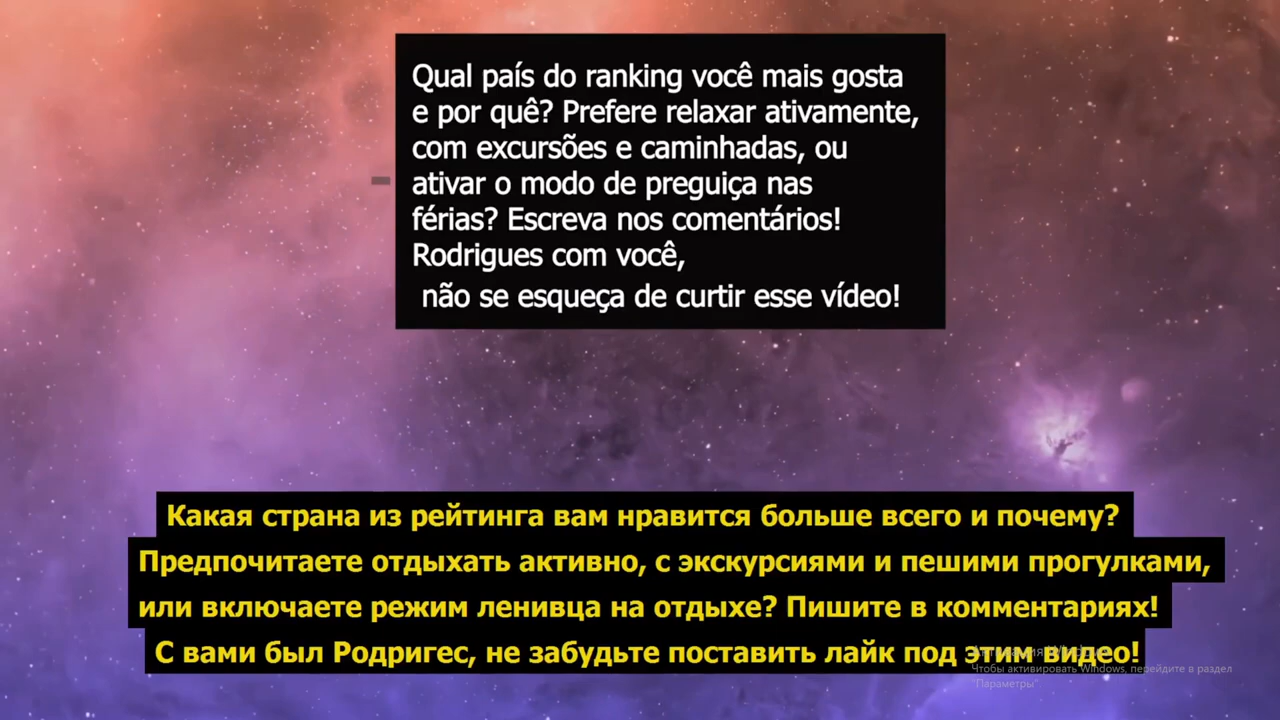 Qual país do ranking você mais gosta
e por quê? Prefere relaxar ativamente,
com excursões e caminhadas, ou
ativar o modo de preguiça nas
férias? Escreva nos comentários!
Rodrigues com você,
não se esqueça de curtir esse vídeo!
Какая страна из рейтинга вам нравится больше всего и почему?
Предпочитаете отдыхать активно, с экскурсиями и пешими прогулками,
или включаете режим ленивца на отдыхе? Пишите в комментариях!
С вами был Родригес, не забудьте поставить лайк под этим видео!
Активация Windows
Чтобы активировать Windows, перейдите в раздел
"Параметры"